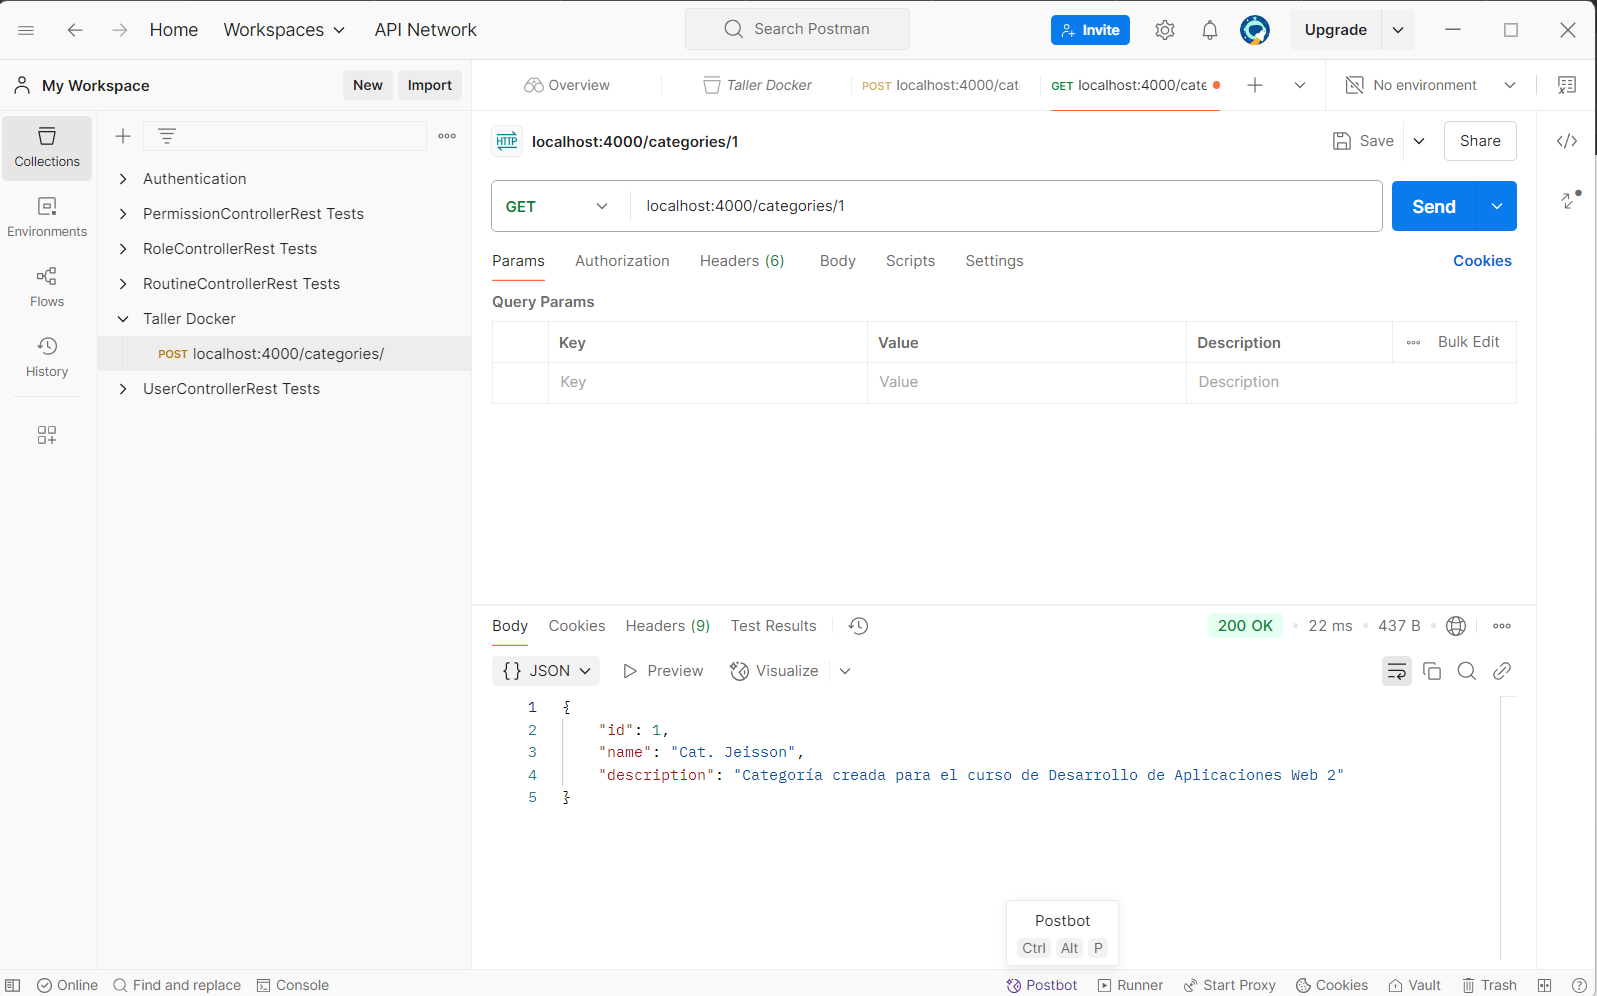 Home Workspaces API Network Search Postman Invite Upgrade
My Workspace New Import Overview Taller Docker POST localhost:4000/cat GET localhost:4000/cate No environment
Collections
Environments
Flows
History
Authentication
PermissionControllerRest Tests
RoleControllerRest Tests
RoutineControllerRest Tests
Taller Docker
POST localhost:4000/categories/
UserControllerRest Tests
HTTP localhost:4000/categories/1 Save Share
GET localhost:4000/categories/1 Send
Params Authorization Headers (6) Body Scripts Settings Cookies
Query Params
Key Value Description Bulk Edit
Key Value Description
Body Cookies Headers (9) Test Results 200 OK 22 ms 437 B
{} JSON Preview Visualize
1 {
2 "id": 1,
3 "name": "Cat. Jeisson",
4 "description": "Categoría creada para el curso de Desarrollo de Aplicaciones Web 2"
5 }
Postbot
Ctrl Alt P
Online Find and replace Console Postbot Runner Start Proxy Cookies Vault Trash